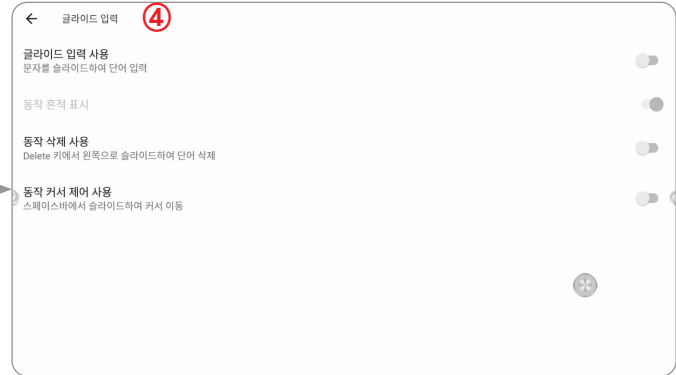 글라이드 입력 ④
글라이드 입력 사용
문자를 슬라이드하여 단어 입력
동작 흔적 표시
동작 삭제 사용
Delete 키에서 왼쪽으로 슬라이드하여 단어 삭제
동작 커서 제어 사용
스페이스바에서 슬라이드하여 커서 이동